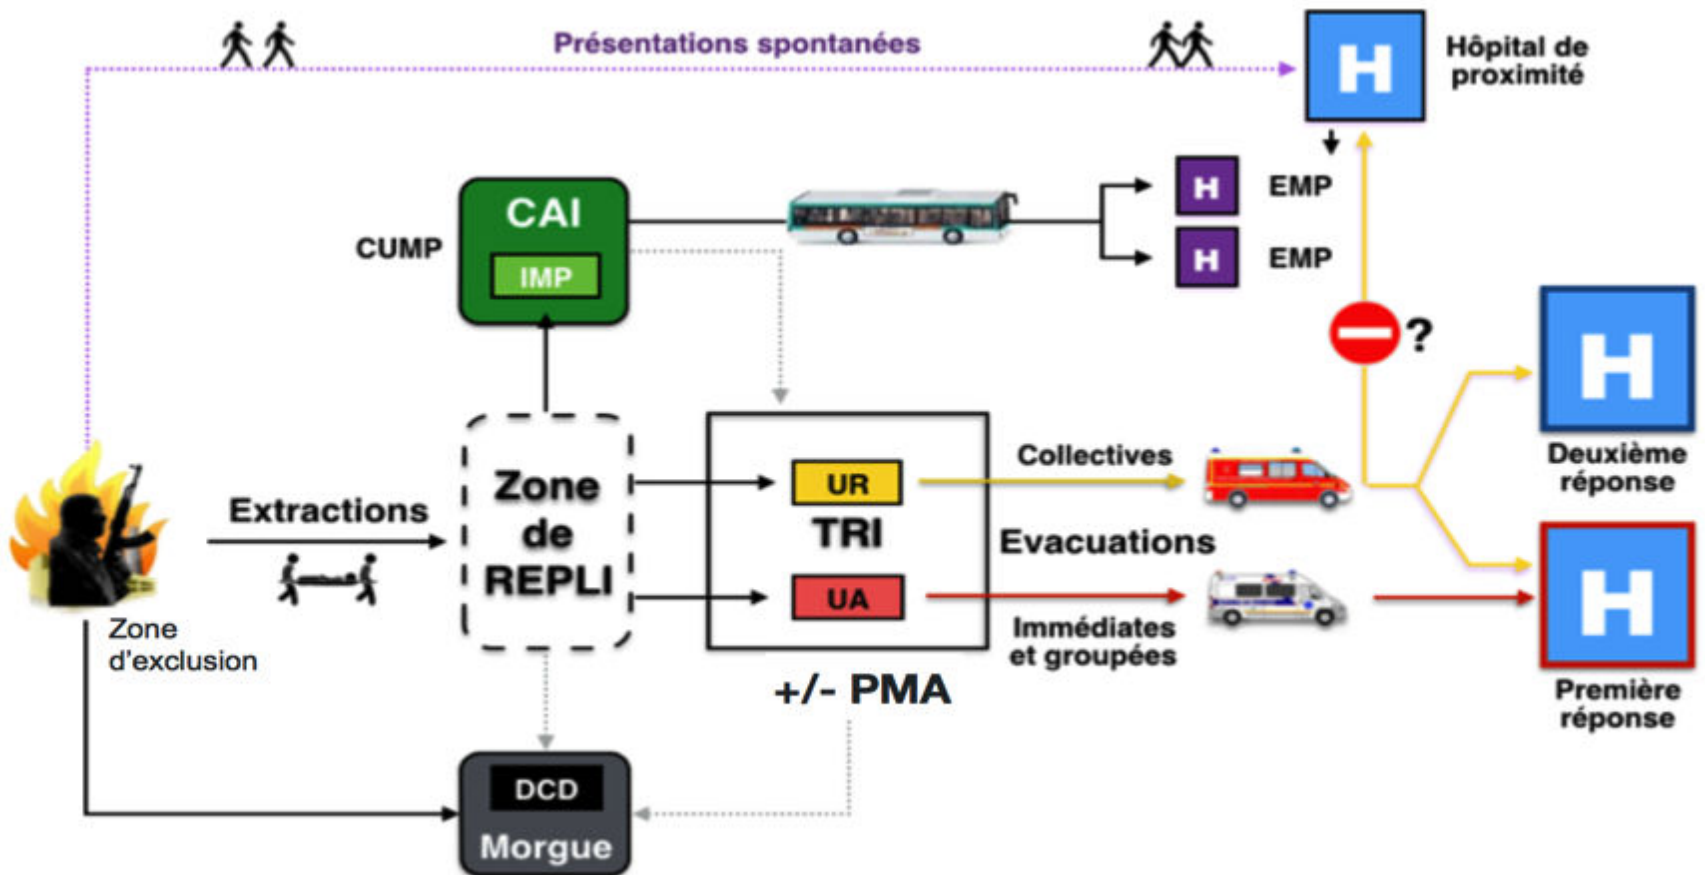 Présentations spontanées
H
Hôpital de
proximité
CAI
IMP
CUMP
H
EMP
H
EMP
?
Zone
de
REPLI
Extractions
Zone
d'exclusion
UR
TRI
UA
+/- PMA
Collectives
Evacuations
Immédiates
et groupées
H
Deuxième
réponse
H
Première
réponse
DCD
Morgue